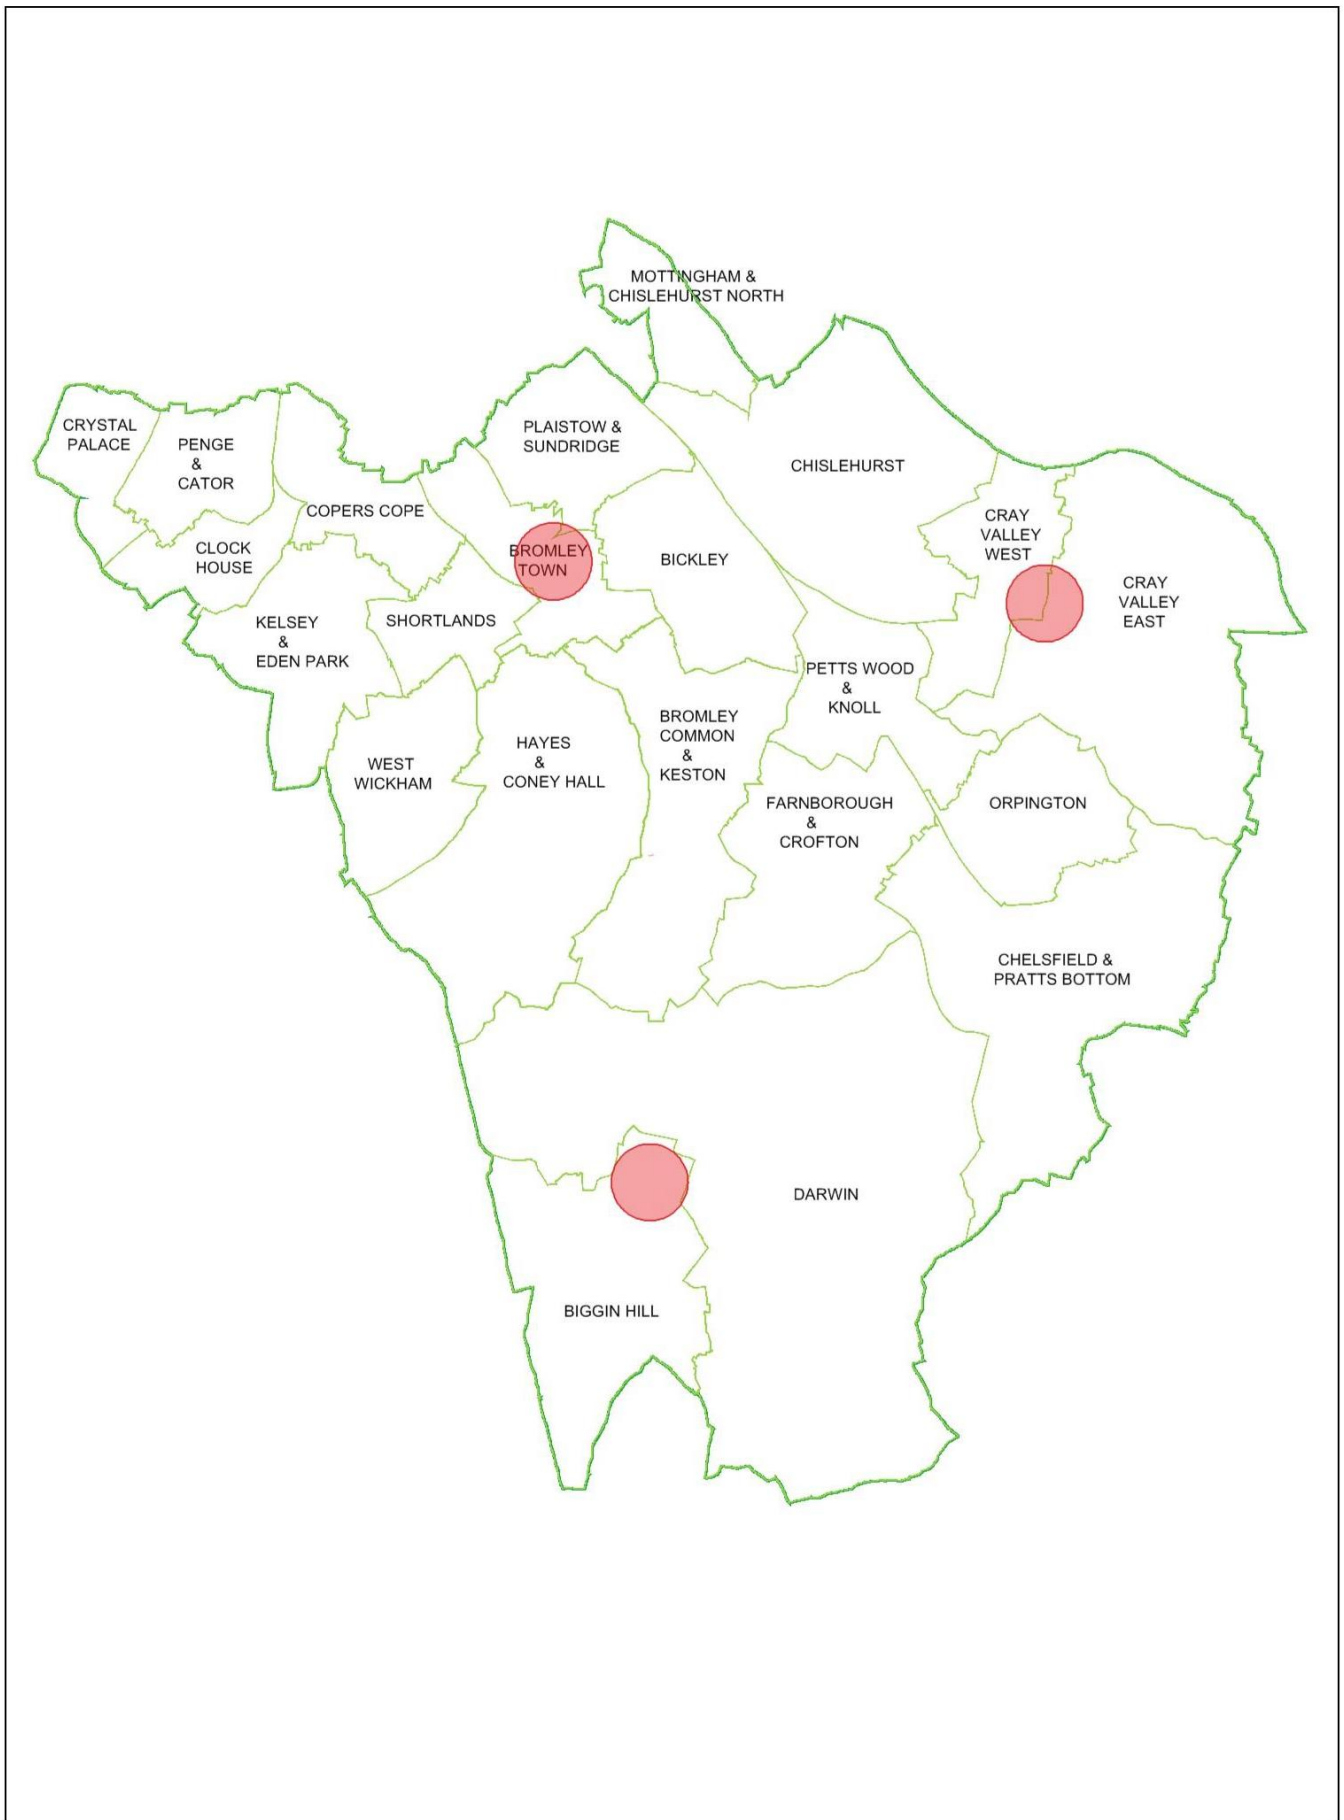 MOTTINGHAM &
CHISLEHURST NORTH
CRYSTAL
PALACE
PENGE
&
CATOR
PLAISTOW &
SUNDRIDGE
CHISLEHURST
COPERS COPE
CRAY
VALLEY
WEST
CLOCK
HOUSE
BROMLEY
TOWN
BICKLEY
CRAY
VALLEY
EAST
KELSEY
&
EDEN PARK
SHORTLANDS
PETTS WOOD
&
KNOLL
BROMLEY
COMMON
&
KESTON
HAYES
&
CONEY HALL
WEST
WICKHAM
FARNBOROUGH
&
CROFTON
ORPINGTON
CHELSFIELD &
PRATTS BOTTOM
DARWIN
BIGGIN HILL